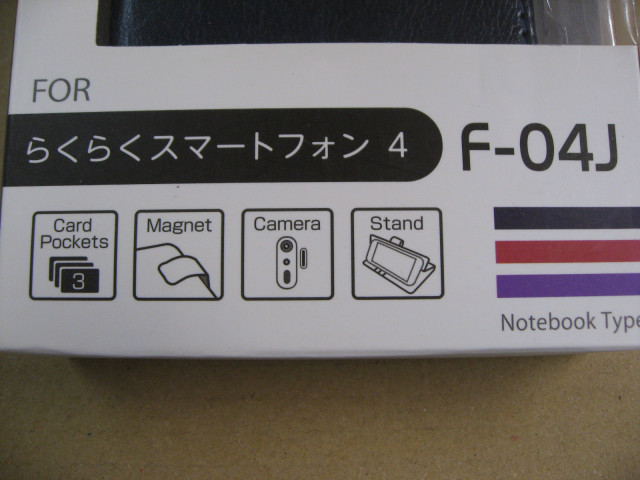 FOR
らくらくスマートフォン 4 F-04J
Card Pockets 3
Magnet
Camera
Stand
Notebook Type